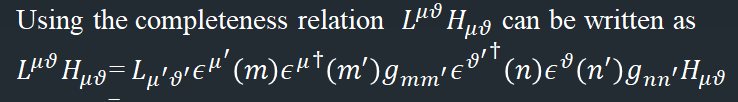 Using the completeness relation L^{μϑ} H_{μϑ} can be written as
L^{μϑ} H_{μϑ}= L_{μ′ϑ′}ϵ^{μ′}(m)ϵ^{μ†}(m′)g_{mm′}ϵ^{ϑ′†}(n)ϵ^{ϑ}(n′)g_{nn′}H_{μϑ}